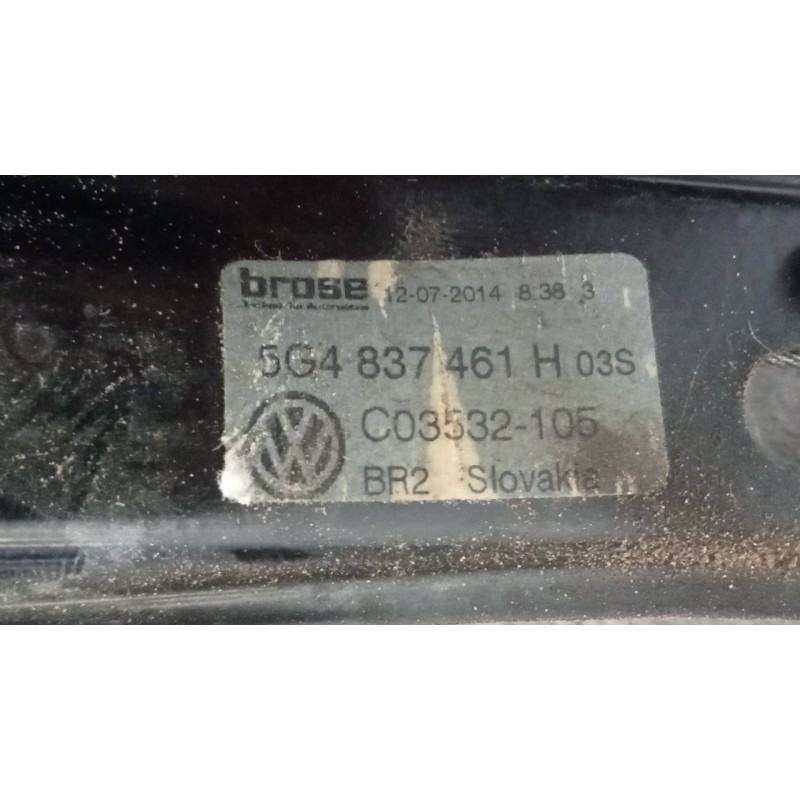 brose 12-07-2014 8:38 3
5G4 837 461 H 03S
C03532-105
BR2 Slovakia